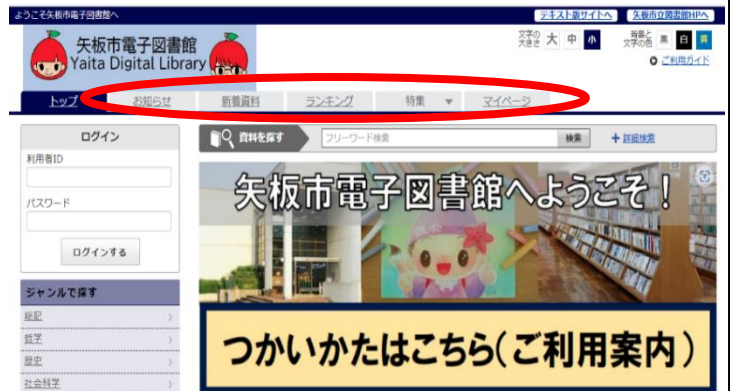 ようこそ矢板市電子図書館へ
テキスト版サイトへ 矢板市立図書館HPへ
矢板市電子図書館
Yaita Digital Library
文字の大きさ 大 中 小 背景と文字の色 黒 白 黄
ご利用ガイド
トップ お知らせ 新着資料 ランキング 特集 ▼ マイページ
ログイン
利用者ID
パスワード
ログインする
資料を探す フリーワード検索 検索 + 詳細検索
矢板市電子図書館へようこそ!
つかいかたはこちら(ご利用案内)
ジャンルで探す
総記
哲学
歴史
社会科学